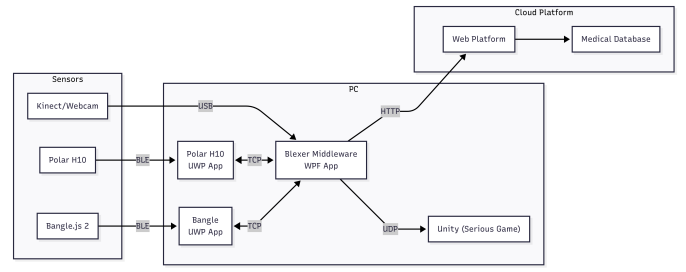 Cloud Platform
Web Platform
Medical Database
Sensors
PC
Kinect/Webcam
USB
HTTP
Polar H10
BLE
Polar H10
UWP App
TCP
Blexer Middleware
WPF App
Bangle.js 2
BLE
Bangle
UWP App
TCP
UDP
Unity (Serious Game)